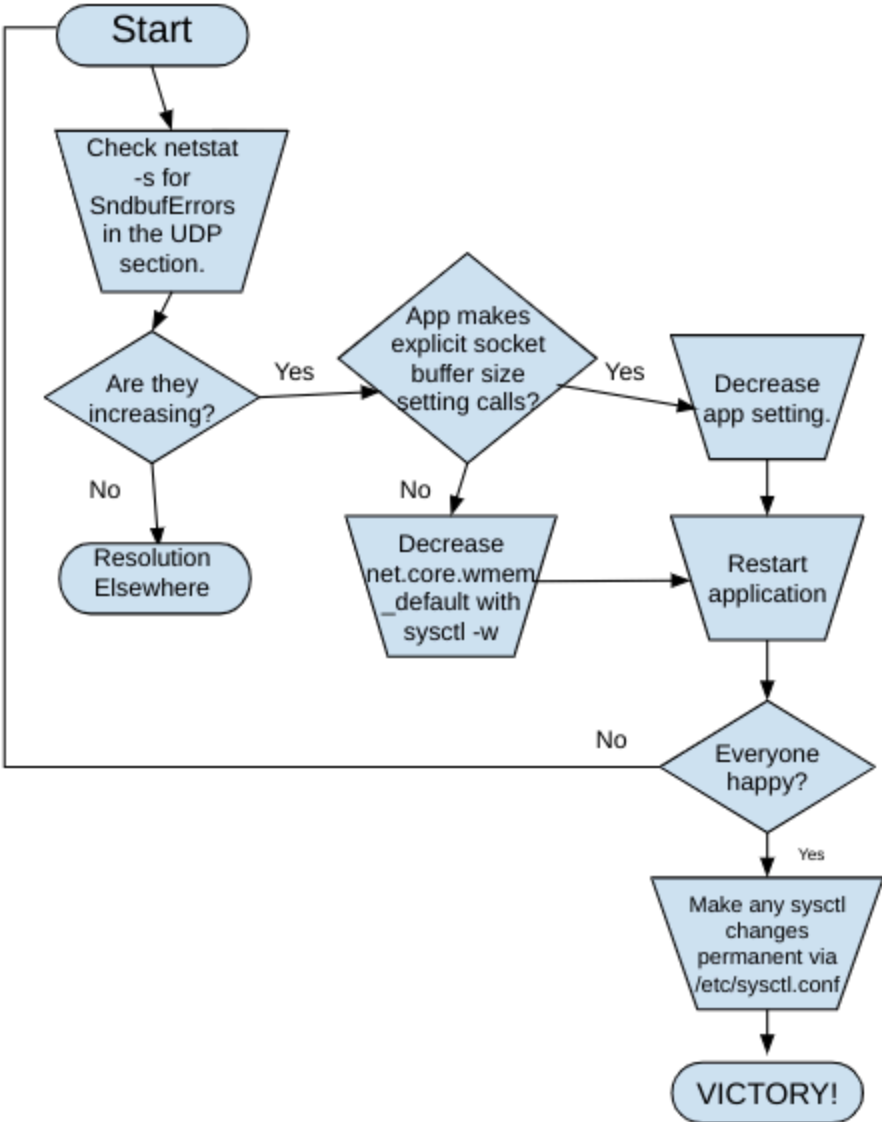 Start
Check netstat
-s for
SndbufErrors
in the UDP
section.
Are they
increasing?
Yes
No
Resolution
Elsewhere
App makes
explicit socket
buffer size
setting calls?
Yes
No
Decrease
app setting.
Decrease
net.core.wmem
_default with
sysctl -w
Restart
application
Everyone
happy?
No
Yes
Make any sysctl
changes
permanent via
/etc/sysctl.conf
VICTORY!